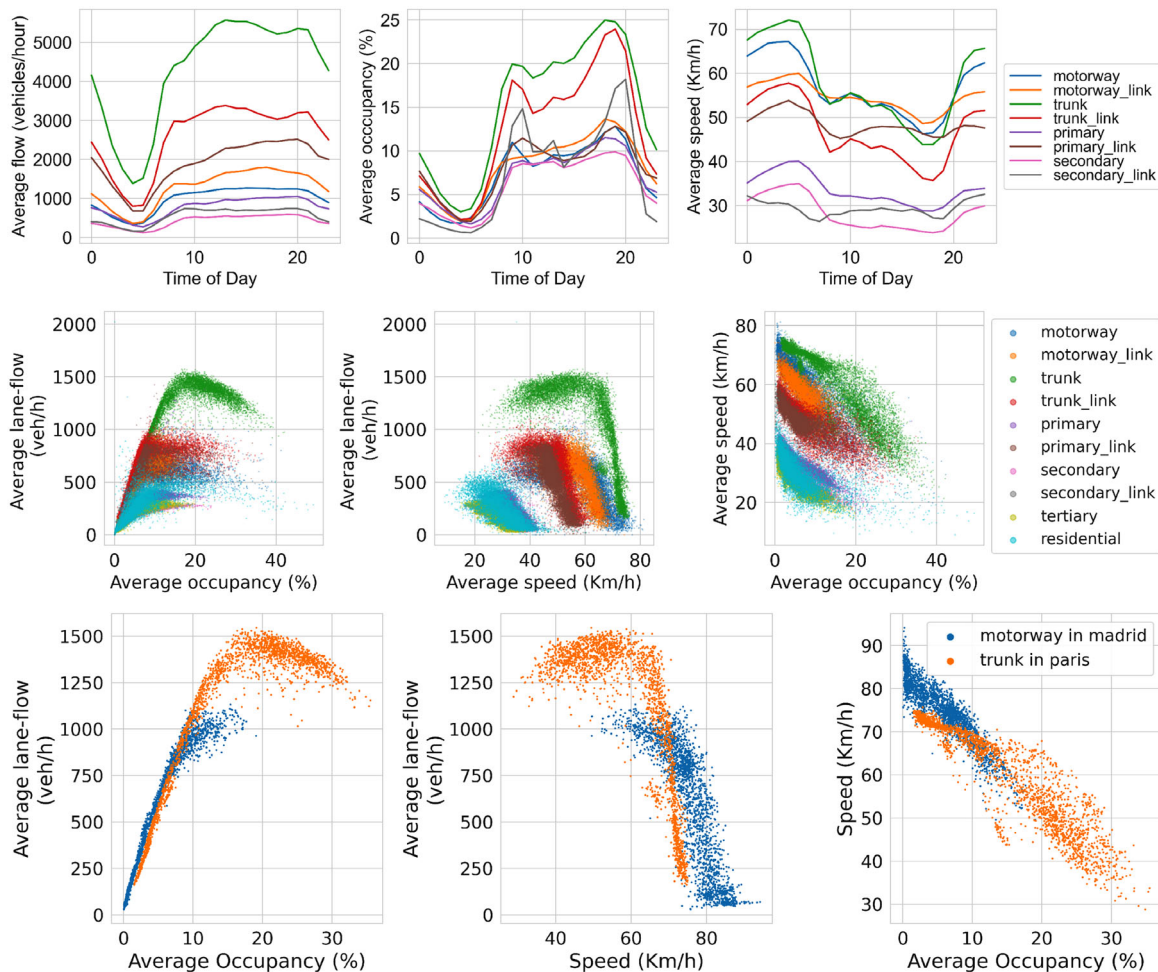 Average flow (vehicles/hour)
5000
4000
3000
2000
1000
0
0
10
20
Time of Day
Average occupancy (%)
25
20
15
10
5
0
0
10
20
Time of Day
Average speed (Km/h)
70
60
50
40
30
0
10
20
Time of Day
motorway
motorway_link
trunk
trunk_link
primary
primary_link
secondary
secondary_link
Average lane-flow
(veh/h)
2000
1500
1000
500
0
0
20
40
Average occupancy (%)
Average lane-flow
(veh/h)
2000
1500
1000
500
0
20
40
60
80
Average speed (Km/h)
Average speed (km/h)
80
60
40
20
0
20
40
Average occupancy (%)
motorway
motorway_link
trunk
trunk_link
primary
primary_link
secondary
secondary_link
tertiary
residential
Average lane-flow
(veh/h)
1500
1250
1000
750
500
250
0
0
10
20
30
Average Occupancy (%)
Average lane-flow
(veh/h)
1500
1250
1000
750
500
250
0
40
60
80
Speed (Km/h)
Speed (Km/h)
90
80
70
60
50
40
30
0
10
20
30
Average Occupancy (%)
motorway in madrid
trunk in paris